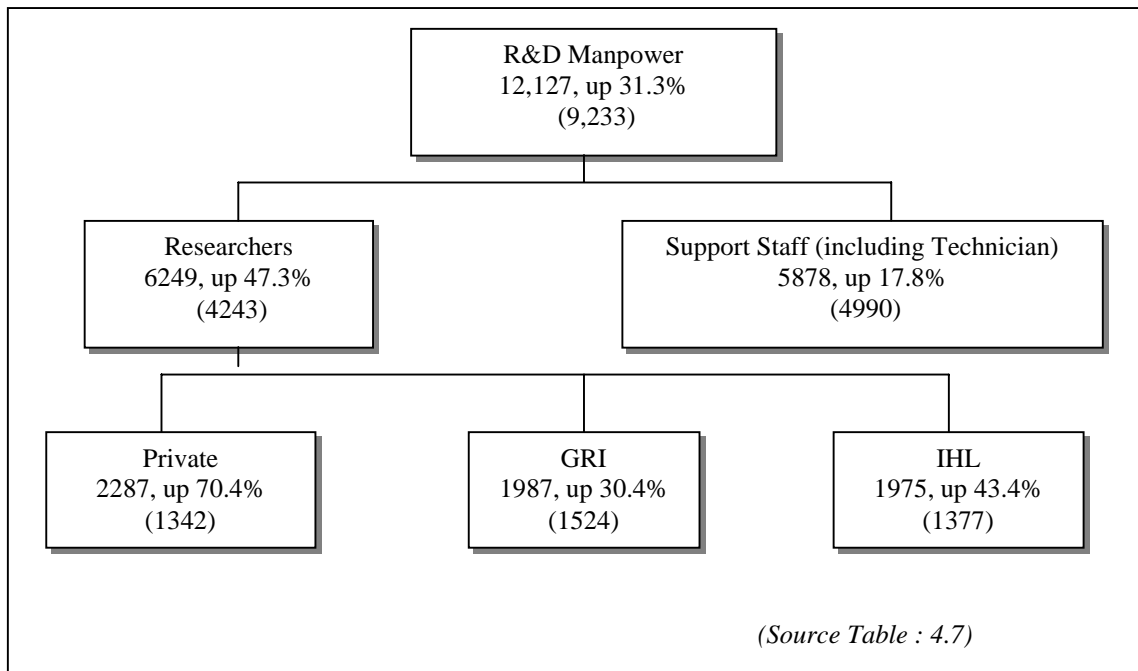 R&D Manpower
12,127, up 31.3%
(9,233)
Researchers
6249, up 47.3%
(4243)
Support Staff (including Technician)
5878, up 17.8%
(4990)
Private
2287, up 70.4%
(1342)
GRI
1987, up 30.4%
(1524)
IHL
1975, up 43.4%
(1377)
(Source Table : 4.7)